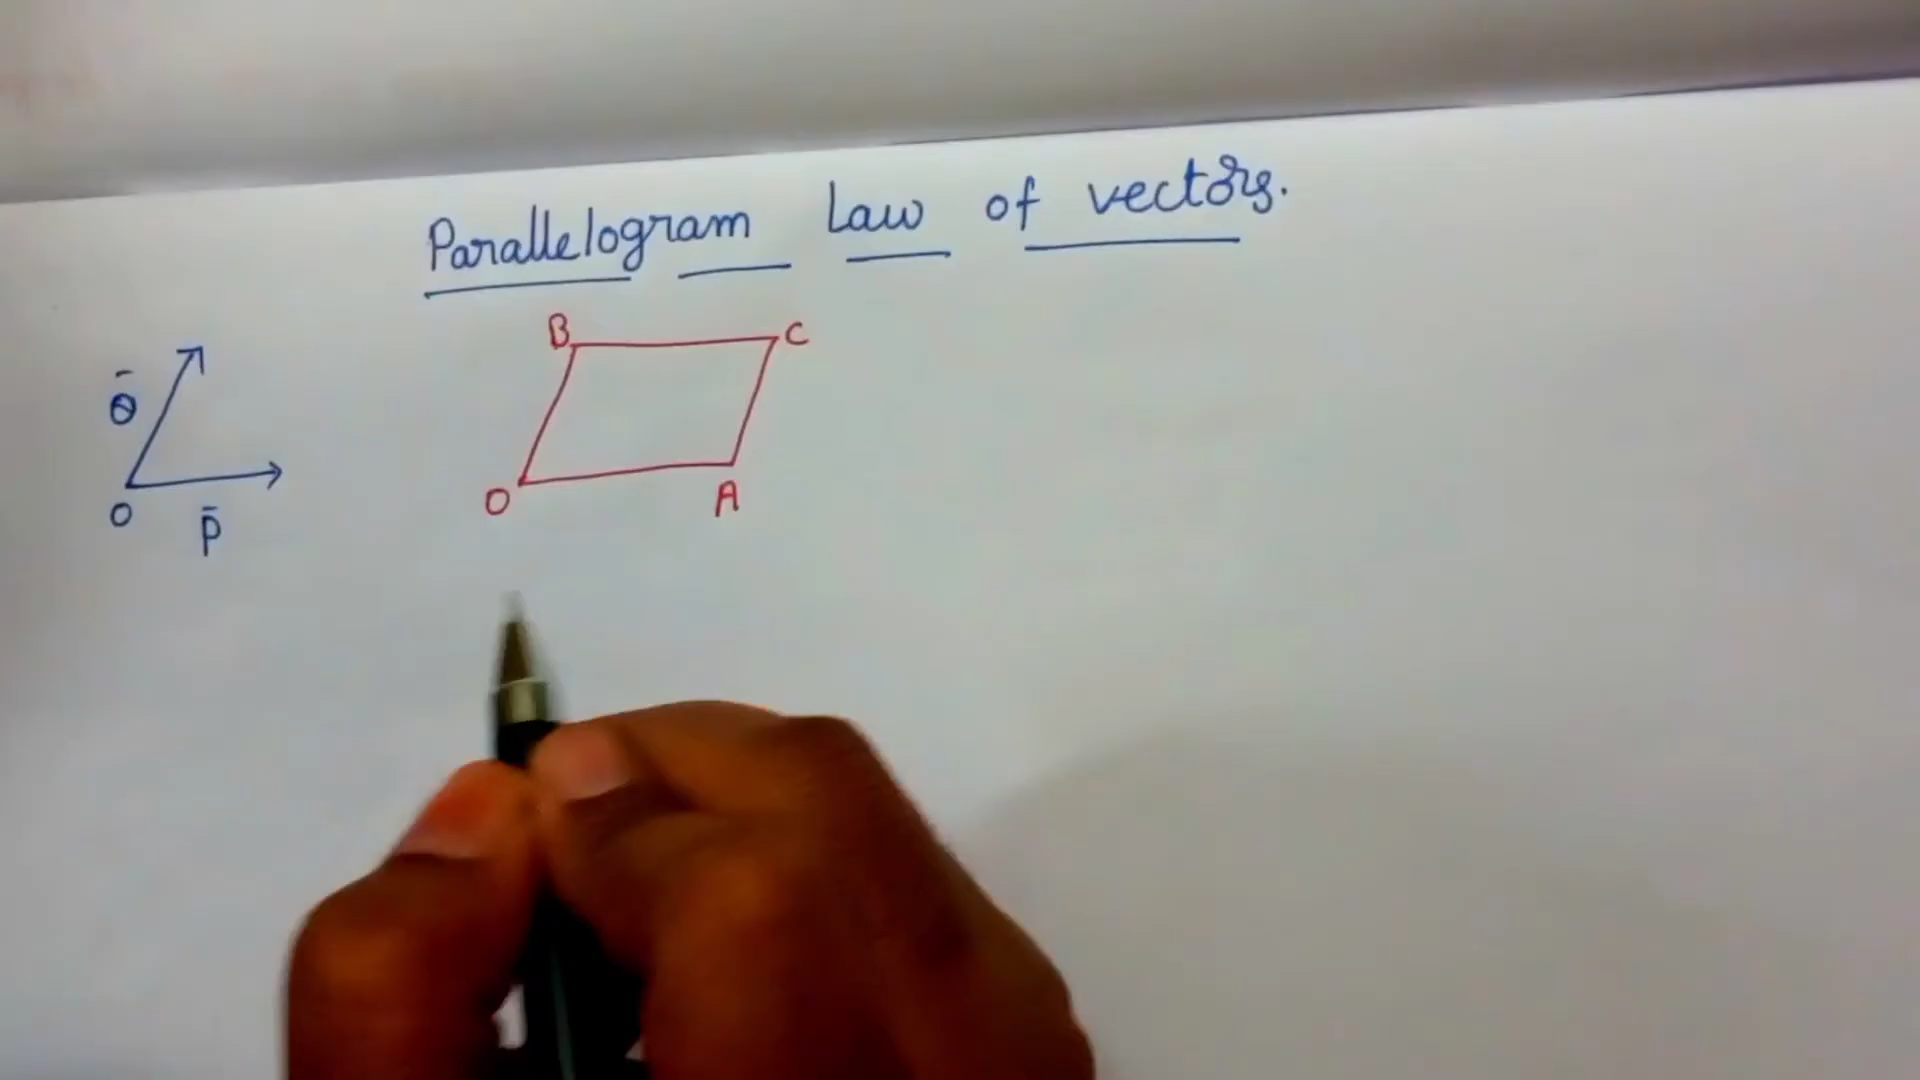 Parallelogram Law of vectors.
B C
Q̄
O A
O P̄